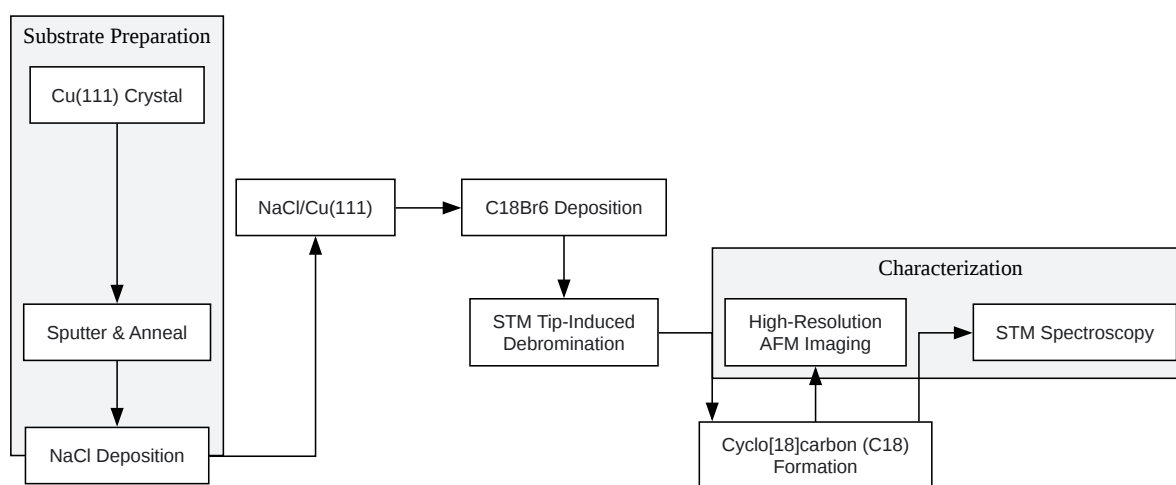 Substrate Preparation
Cu(111) Crystal
Sputter & Anneal
NaCl Deposition
NaCl/Cu(111)
C18Br6 Deposition
STM Tip-Induced
Debromination
Characterization
High-Resolution
AFM Imaging
STM Spectroscopy
Cyclo[18]carbon (C18)
Formation